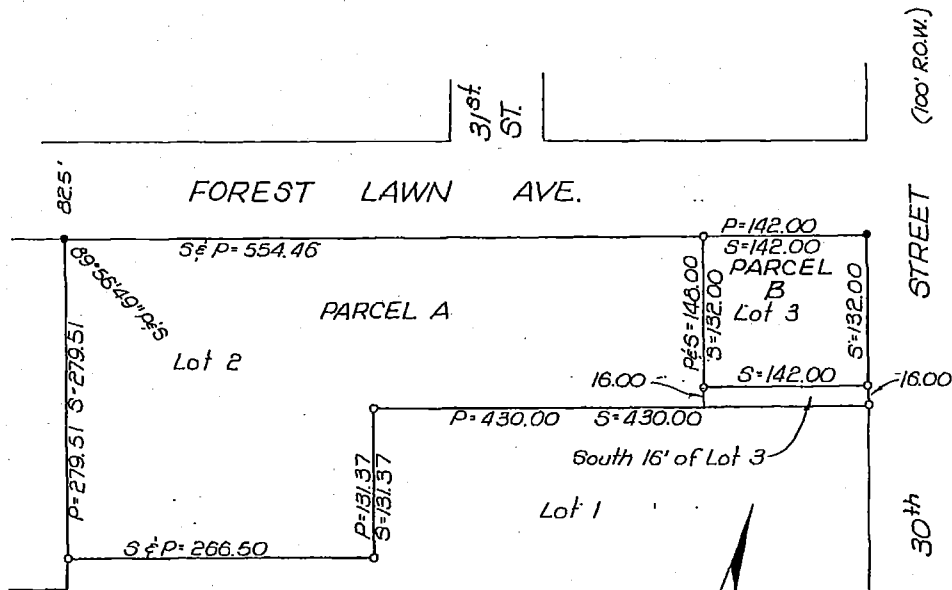 (100' R.O.W.)
31st.
ST.
82.5'
FOREST LAWN AVE.
STREET
P=142.00
S & P=554.46
S=142.00
89°56'49" P&S
PARCEL
B
Lot 3
P&S=148.00
S=132.00
S=132.00
PARCEL A
Lot 2
16.00
S=142.00
16.00
P=279.51 S=279.51
P=430.00 S=430.00
South 16' of Lot 3
P=131.37
S=131.37
Lot 1
30th
S & P=266.50